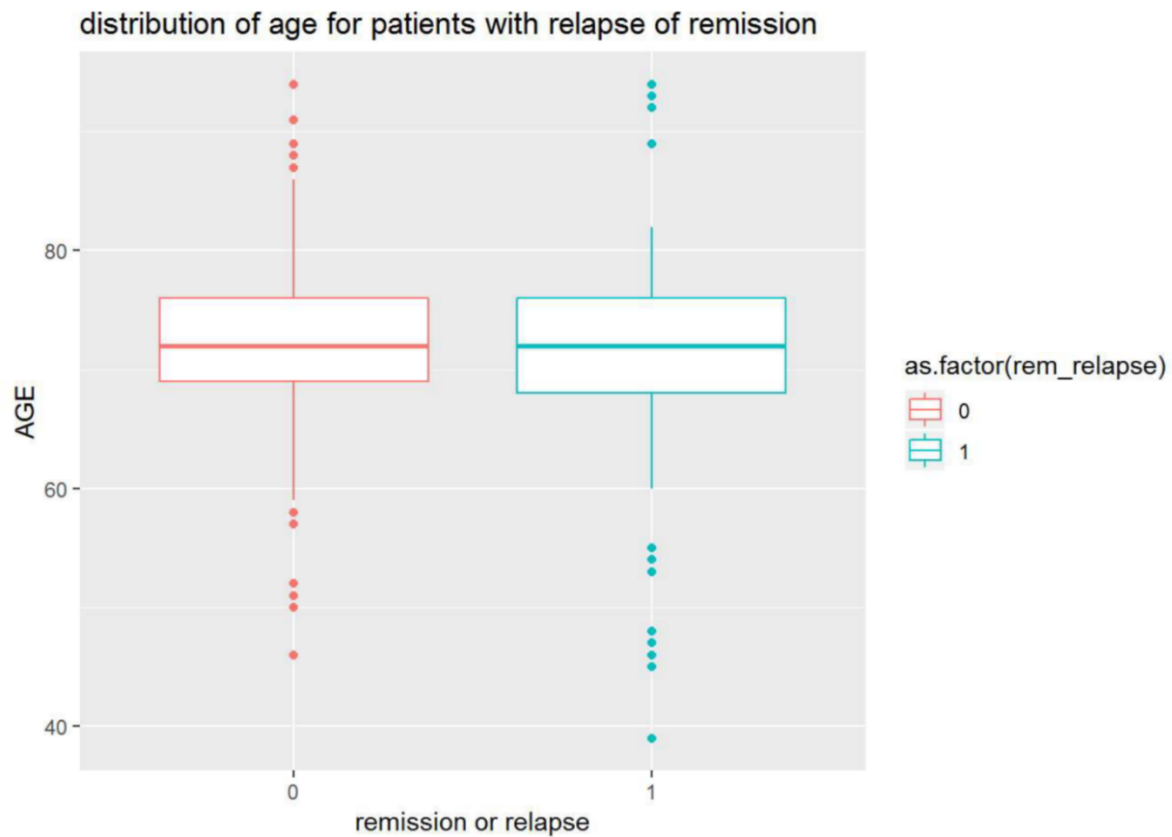 distribution of age for patients with relapse of remission
80
60
40
AGE
0
1
remission or relapse
as.factor(rem_relapse)
0
1